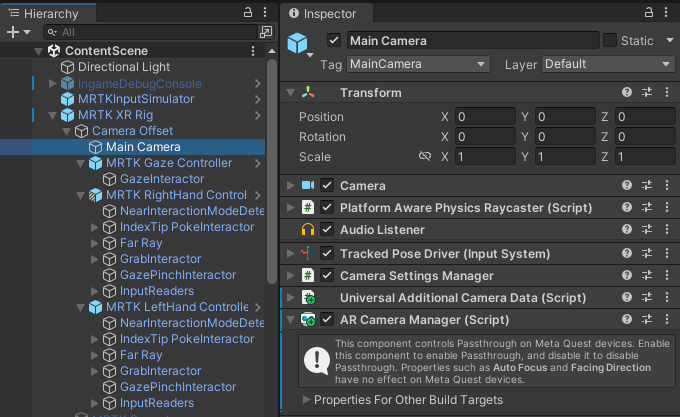 Hierarchy
All
ContentScene
Directional Light
IngameDebugConsole
MRTKInputSimulator
MRTK XR Rig
Camera Offset
Main Camera
MRTK Gaze Controller
GazeInteractor
MRTK RightHand Control
NearInteractionModeDete
IndexTip PokeInteractor
Far Ray
GrabInteractor
GazePinchInteractor
InputReaders
MRTK LeftHand Controlle
NearInteractionModeDete
IndexTip PokeInteractor
Far Ray
GrabInteractor
GazePinchInteractor
InputReaders
Inspector
Main Camera Static
Tag MainCamera Layer Default
Transform
Position X 0 Y 0 Z 0
Rotation X 0 Y 0 Z 0
Scale X 1 Y 1 Z 1
Camera
Platform Aware Physics Raycaster (Script)
Audio Listener
Tracked Pose Driver (Input System)
Camera Settings Manager
Universal Additional Camera Data (Script)
AR Camera Manager (Script)
This component controls Passthrough on Meta Quest devices. Enable
this component to enable Passthrough, and disable it to disable
Passthrough. Properties such as Auto Focus and Facing Direction
have no effect on Meta Quest devices.
Properties For Other Build Targets